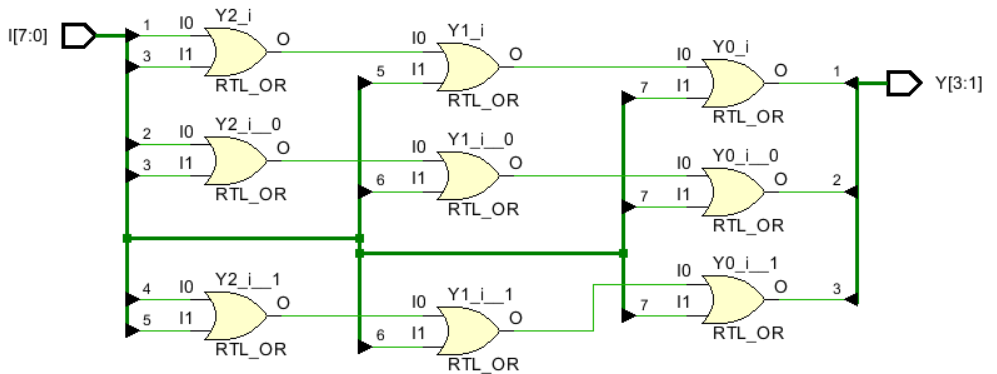 I[7:0]
Y2_i
1 I0 O
3 I1
RTL_OR
Y1_i
I0 O
5 I1
RTL_OR
Y0_i
I0 O 1
7 I1
RTL_OR
Y[3:1]
Y2_i__0
2 I0 O
3 I1
RTL_OR
Y1_i__0
I0 O
6 I1
RTL_OR
Y0_i__0
I0 O 2
7 I1
RTL_OR
Y2_i__1
4 I0 O
5 I1
RTL_OR
Y1_i__1
I0 O
6 I1
RTL_OR
Y0_i__1
I0 O 3
7 I1
RTL_OR